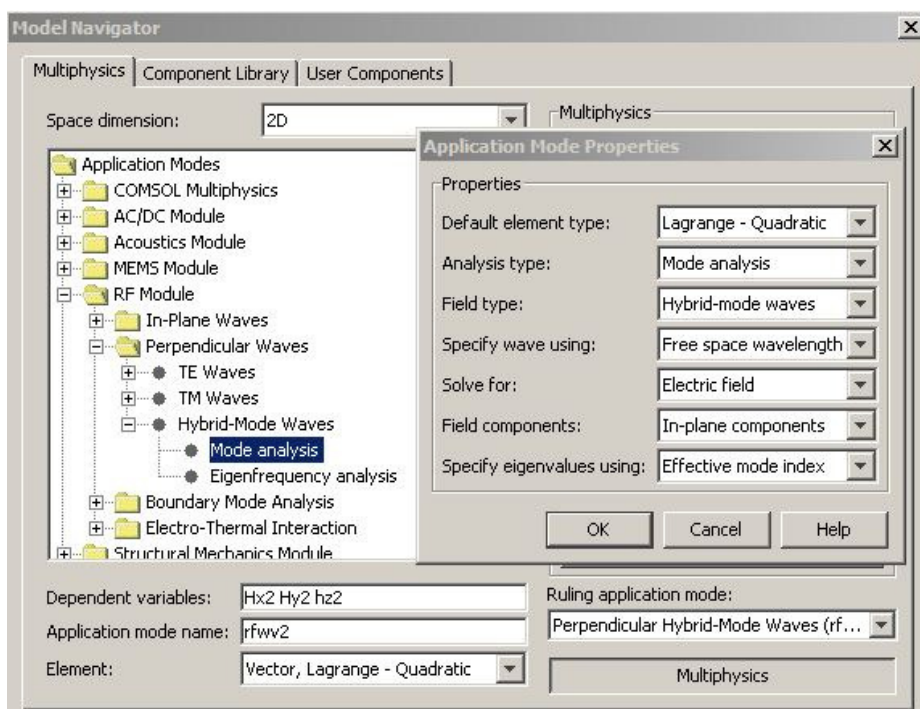 Model Navigator
Multiphysics Component Library User Components
Space dimension: 2D
Multiphysics
Application Modes
COMSOL Multiphysics
AC/DC Module
Acoustics Module
MEMS Module
RF Module
In-Plane Waves
Perpendicular Waves
TE Waves
TM Waves
Hybrid-Mode Waves
Mode analysis
Eigenfrequency analysis
Boundary Mode Analysis
Electro-Thermal Interaction
Structural Mechanics Module
Application Mode Properties
Properties
Default element type: Lagrange - Quadratic
Analysis type: Mode analysis
Field type: Hybrid-mode waves
Specify wave using: Free space wavelength
Solve for: Electric field
Field components: In-plane components
Specify eigenvalues using: Effective mode index
OK Cancel Help
Dependent variables: Hx2 Hy2 hz2
Application mode name: rfwv2
Element: Vector, Lagrange - Quadratic
Ruling application mode:
Perpendicular Hybrid-Mode Waves (rf...
Multiphysics